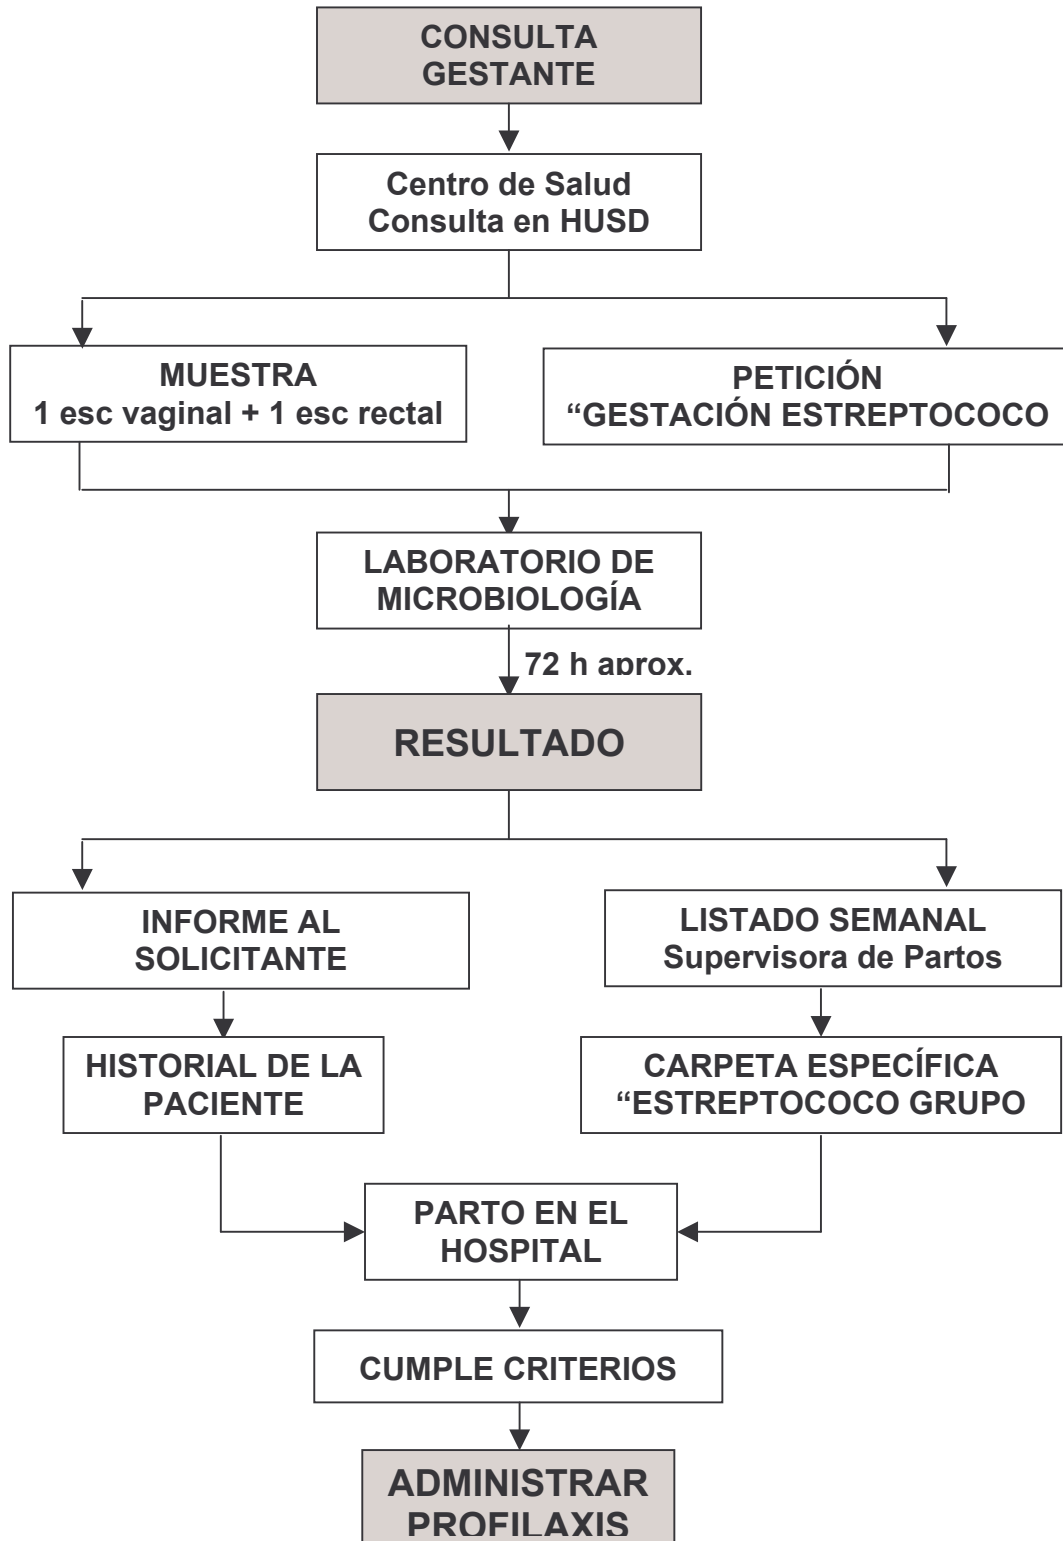 CONSULTA
GESTANTE
Centro de Salud
Consulta en HUSD
MUESTRA
1 esc vaginal + 1 esc rectal
PETICIÓN
“GESTACIÓN ESTREPTOCOCO
LABORATORIO DE
MICROBIOLOGÍA
72 h aprox.
RESULTADO
INFORME AL
SOLICITANTE
LISTADO SEMANAL
Supervisora de Partos
HISTORIAL DE LA
PACIENTE
CARPETA ESPECÍFICA
“ESTREPTOCOCO GRUPO
PARTO EN EL
HOSPITAL
CUMPLE CRITERIOS
ADMINISTRAR
PROFILAXIS